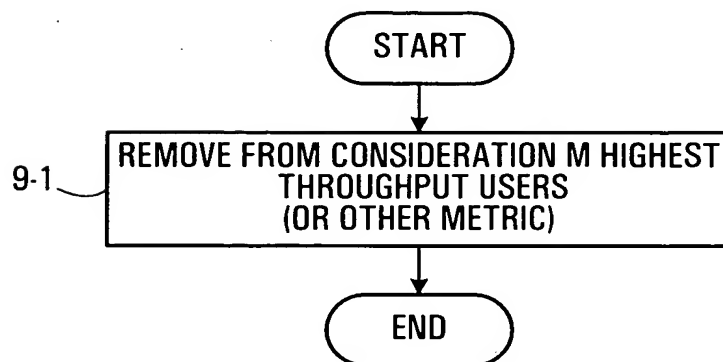 START
9-1
REMOVE FROM CONSIDERATION M HIGHEST
THROUGHPUT USERS
(OR OTHER METRIC)
END